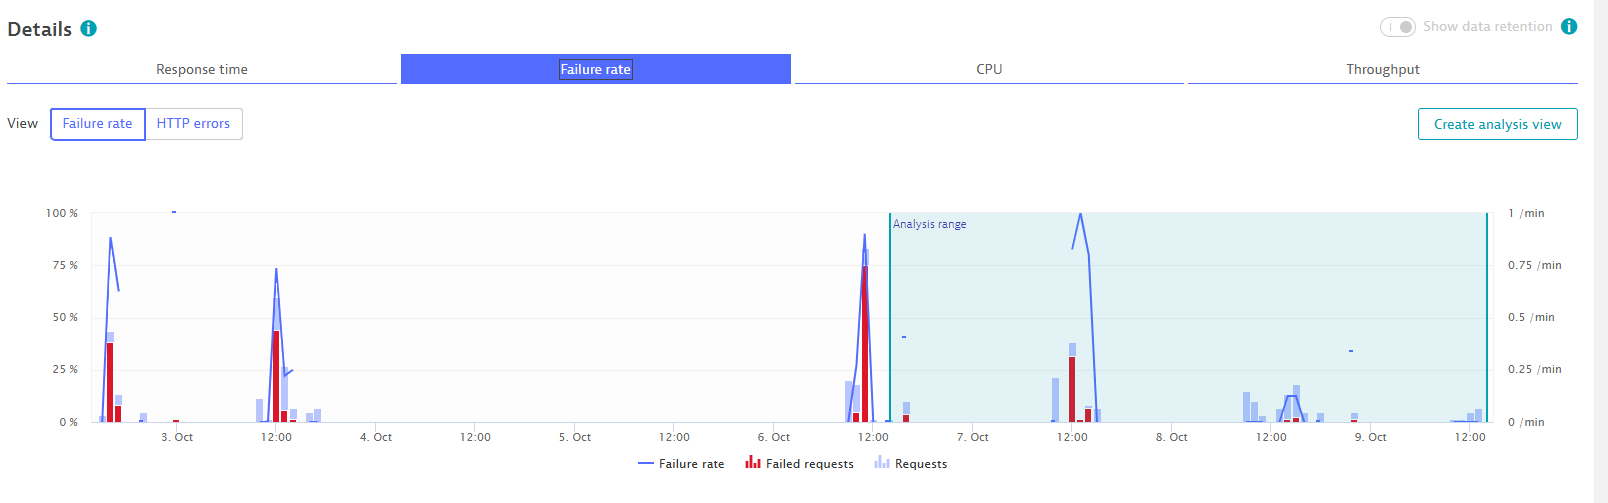 Details
Show data retention
Response time
Failure rate
CPU
Throughput
View
Failure rate
HTTP errors
Create analysis view
100 %
75 %
50 %
25 %
0 %
Analysis range
1 /min
0.75 /min
0.5 /min
0.25 /min
0 /min
3. Oct
12:00
4. Oct
12:00
5. Oct
12:00
6. Oct
12:00
7. Oct
12:00
8. Oct
12:00
9. Oct
12:00
Failure rate
Failed requests
Requests